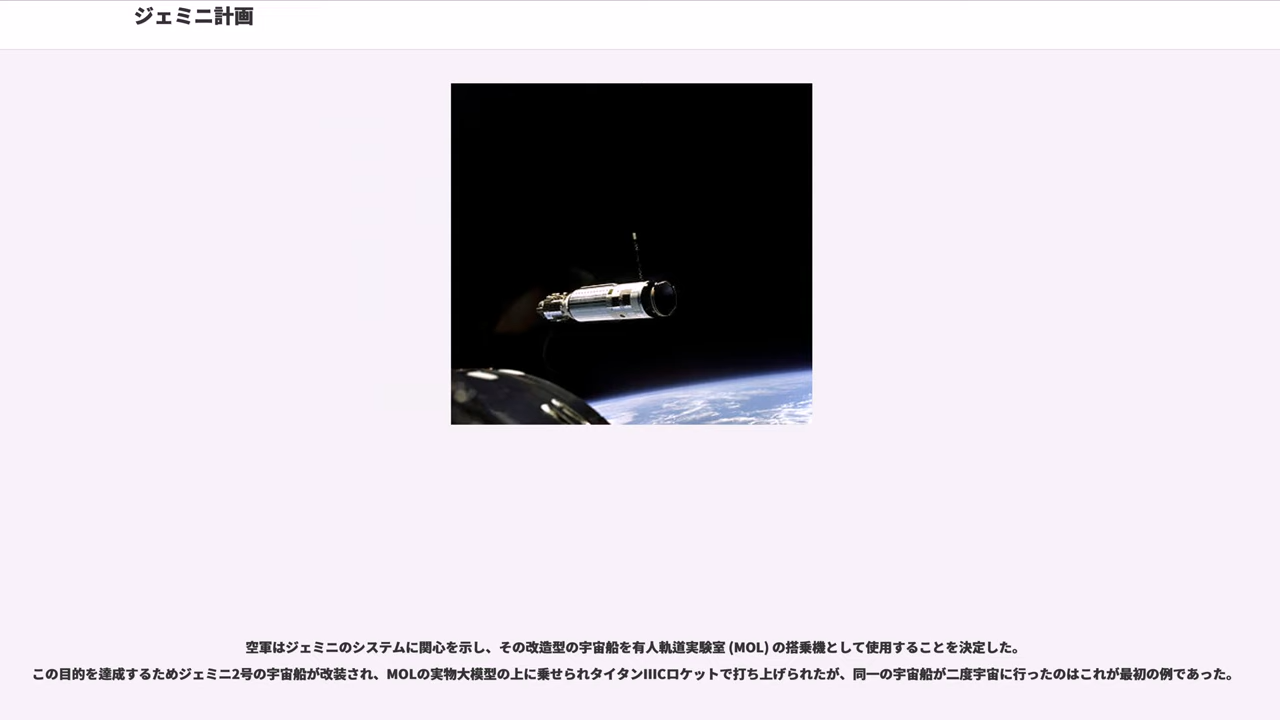 ジェミニ計画
空軍はジェミニのシステムに関心を示し、その改造型の宇宙船を有人軌道実験室 (MOL) の搭乗機として使用することを決定した。
この目的を達成するためジェミニ2号の宇宙船が改装され、MOLの実物大模型の上に乗せられタイタンIIICロケットで打ち上げられたが、同一の宇宙船が二度宇宙に行ったのはこれが最初の例であった。